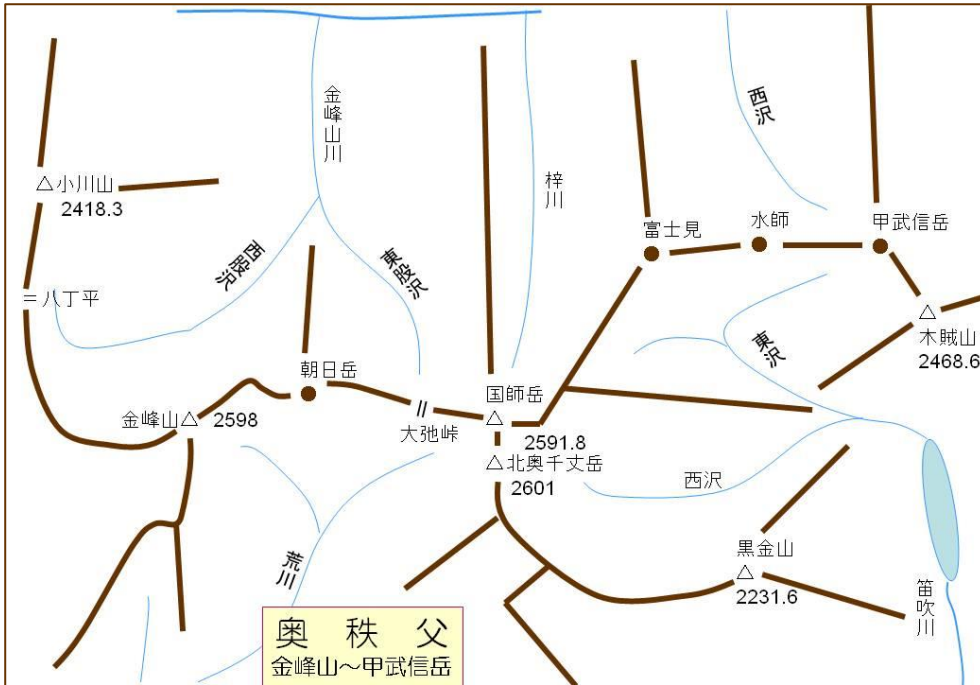 金峰山川
西沢
梓川
小川山
2418.3
富士見
水師
甲武信岳
西股沢
東股沢
八丁平
木賊山
2468.6
東沢
朝日岳
国師岳
金峰山
2598
大弛峠
2591.8
北奥千丈岳
2601
西沢
荒川
黒金山
2231.6
笛吹川
奥秩父
金峰山～甲武信岳